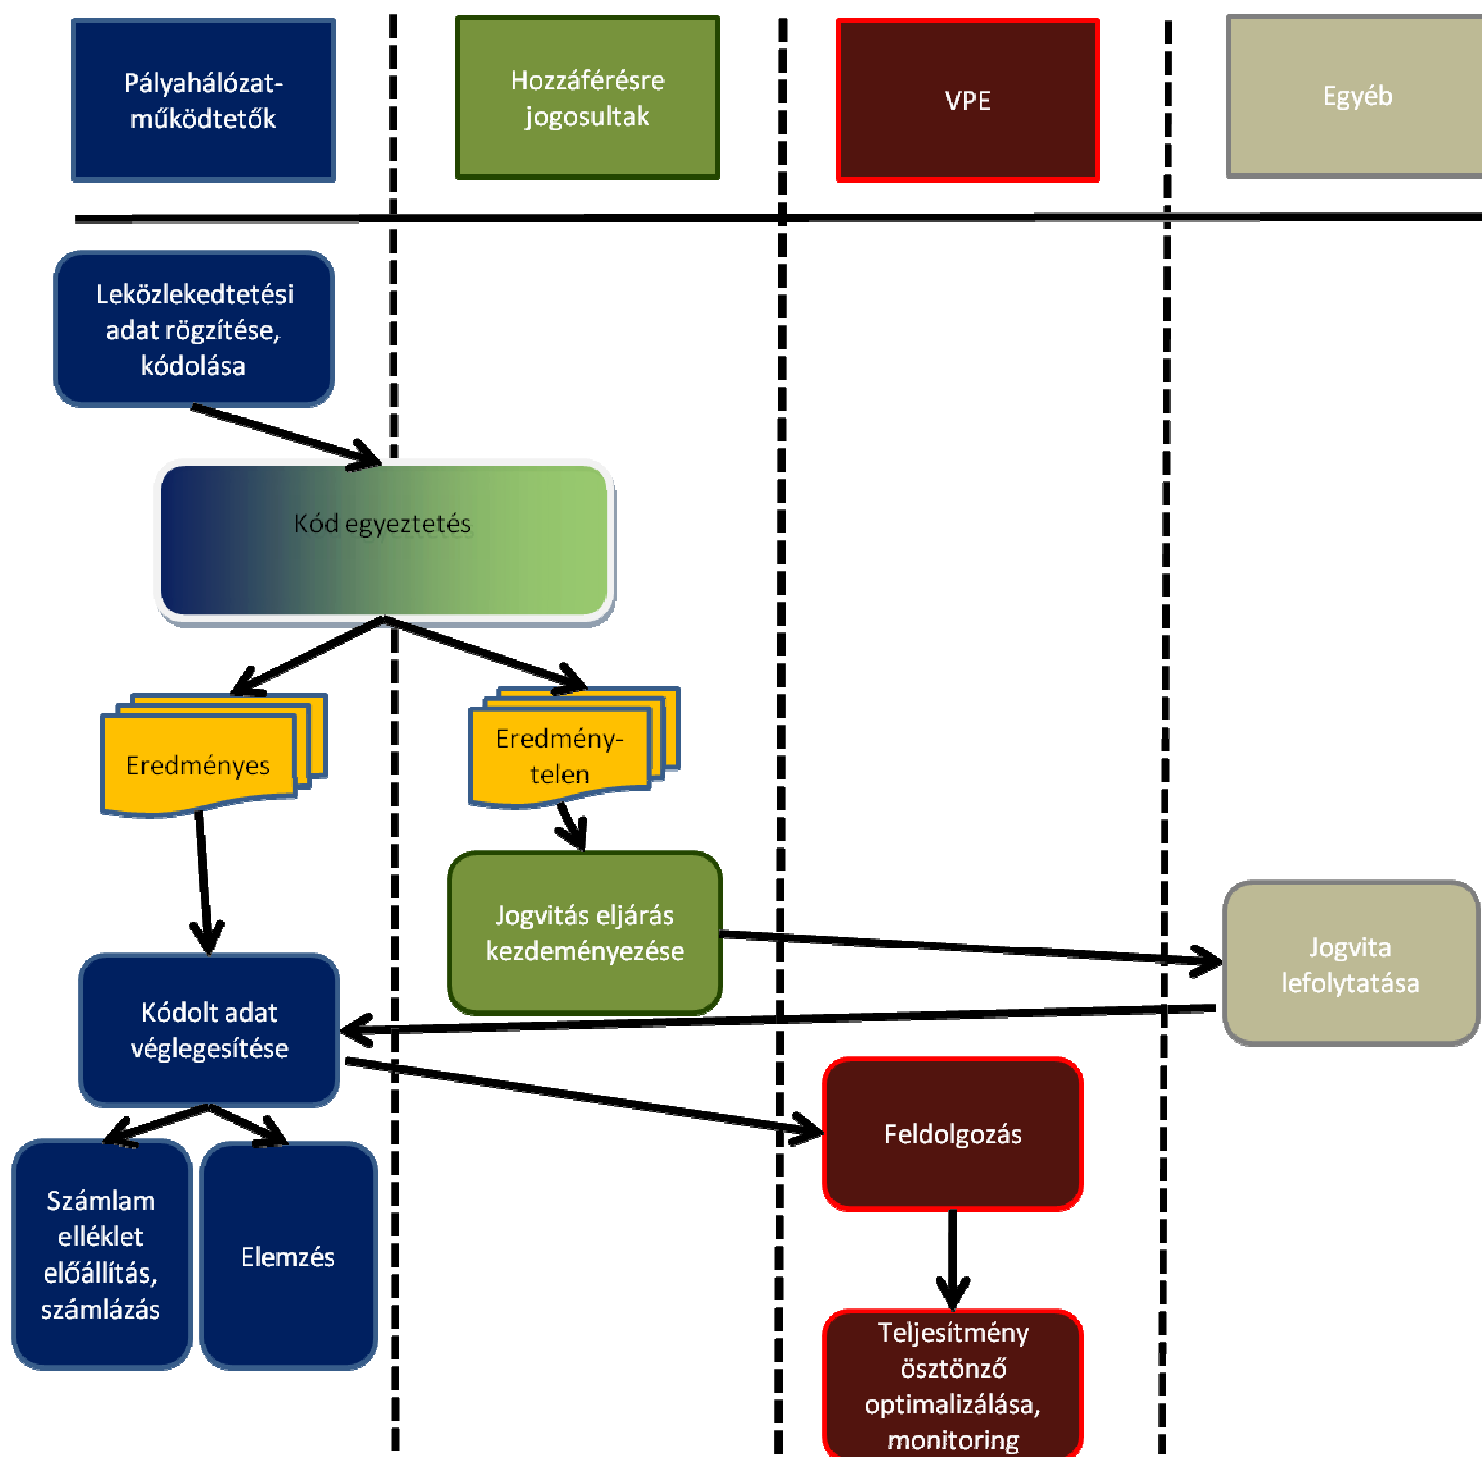 Pályahálózat-
működtetők
Hozzáférésre
jogosultak
VPE
Egyéb
Leközlekedtetési
adat rögzítése,
kódolása
Kód egyeztetés
Eredményes
Eredmény-
telen
Jogvitás eljárás
kezdeményezése
Jogvita
lefolytatása
Kódolt adat
véglegesítése
Feldolgozás
Számlam
elléklet
előállítás,
számlázás
Elemzés
Teljesítmény
ösztönző
optimalizálása,
monitoring